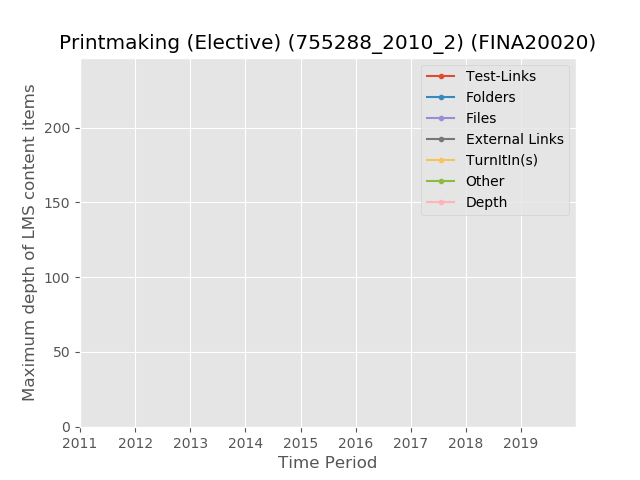 Printmaking (Elective) (755288_2010_2) (FINA20020)
Maximum depth of LMS content items
200
150
100
50
0
Test-Links
Folders
Files
External Links
TurnItIn(s)
Other
Depth
2011 2012 2013 2014 2015 2016 2017 2018 2019
Time Period